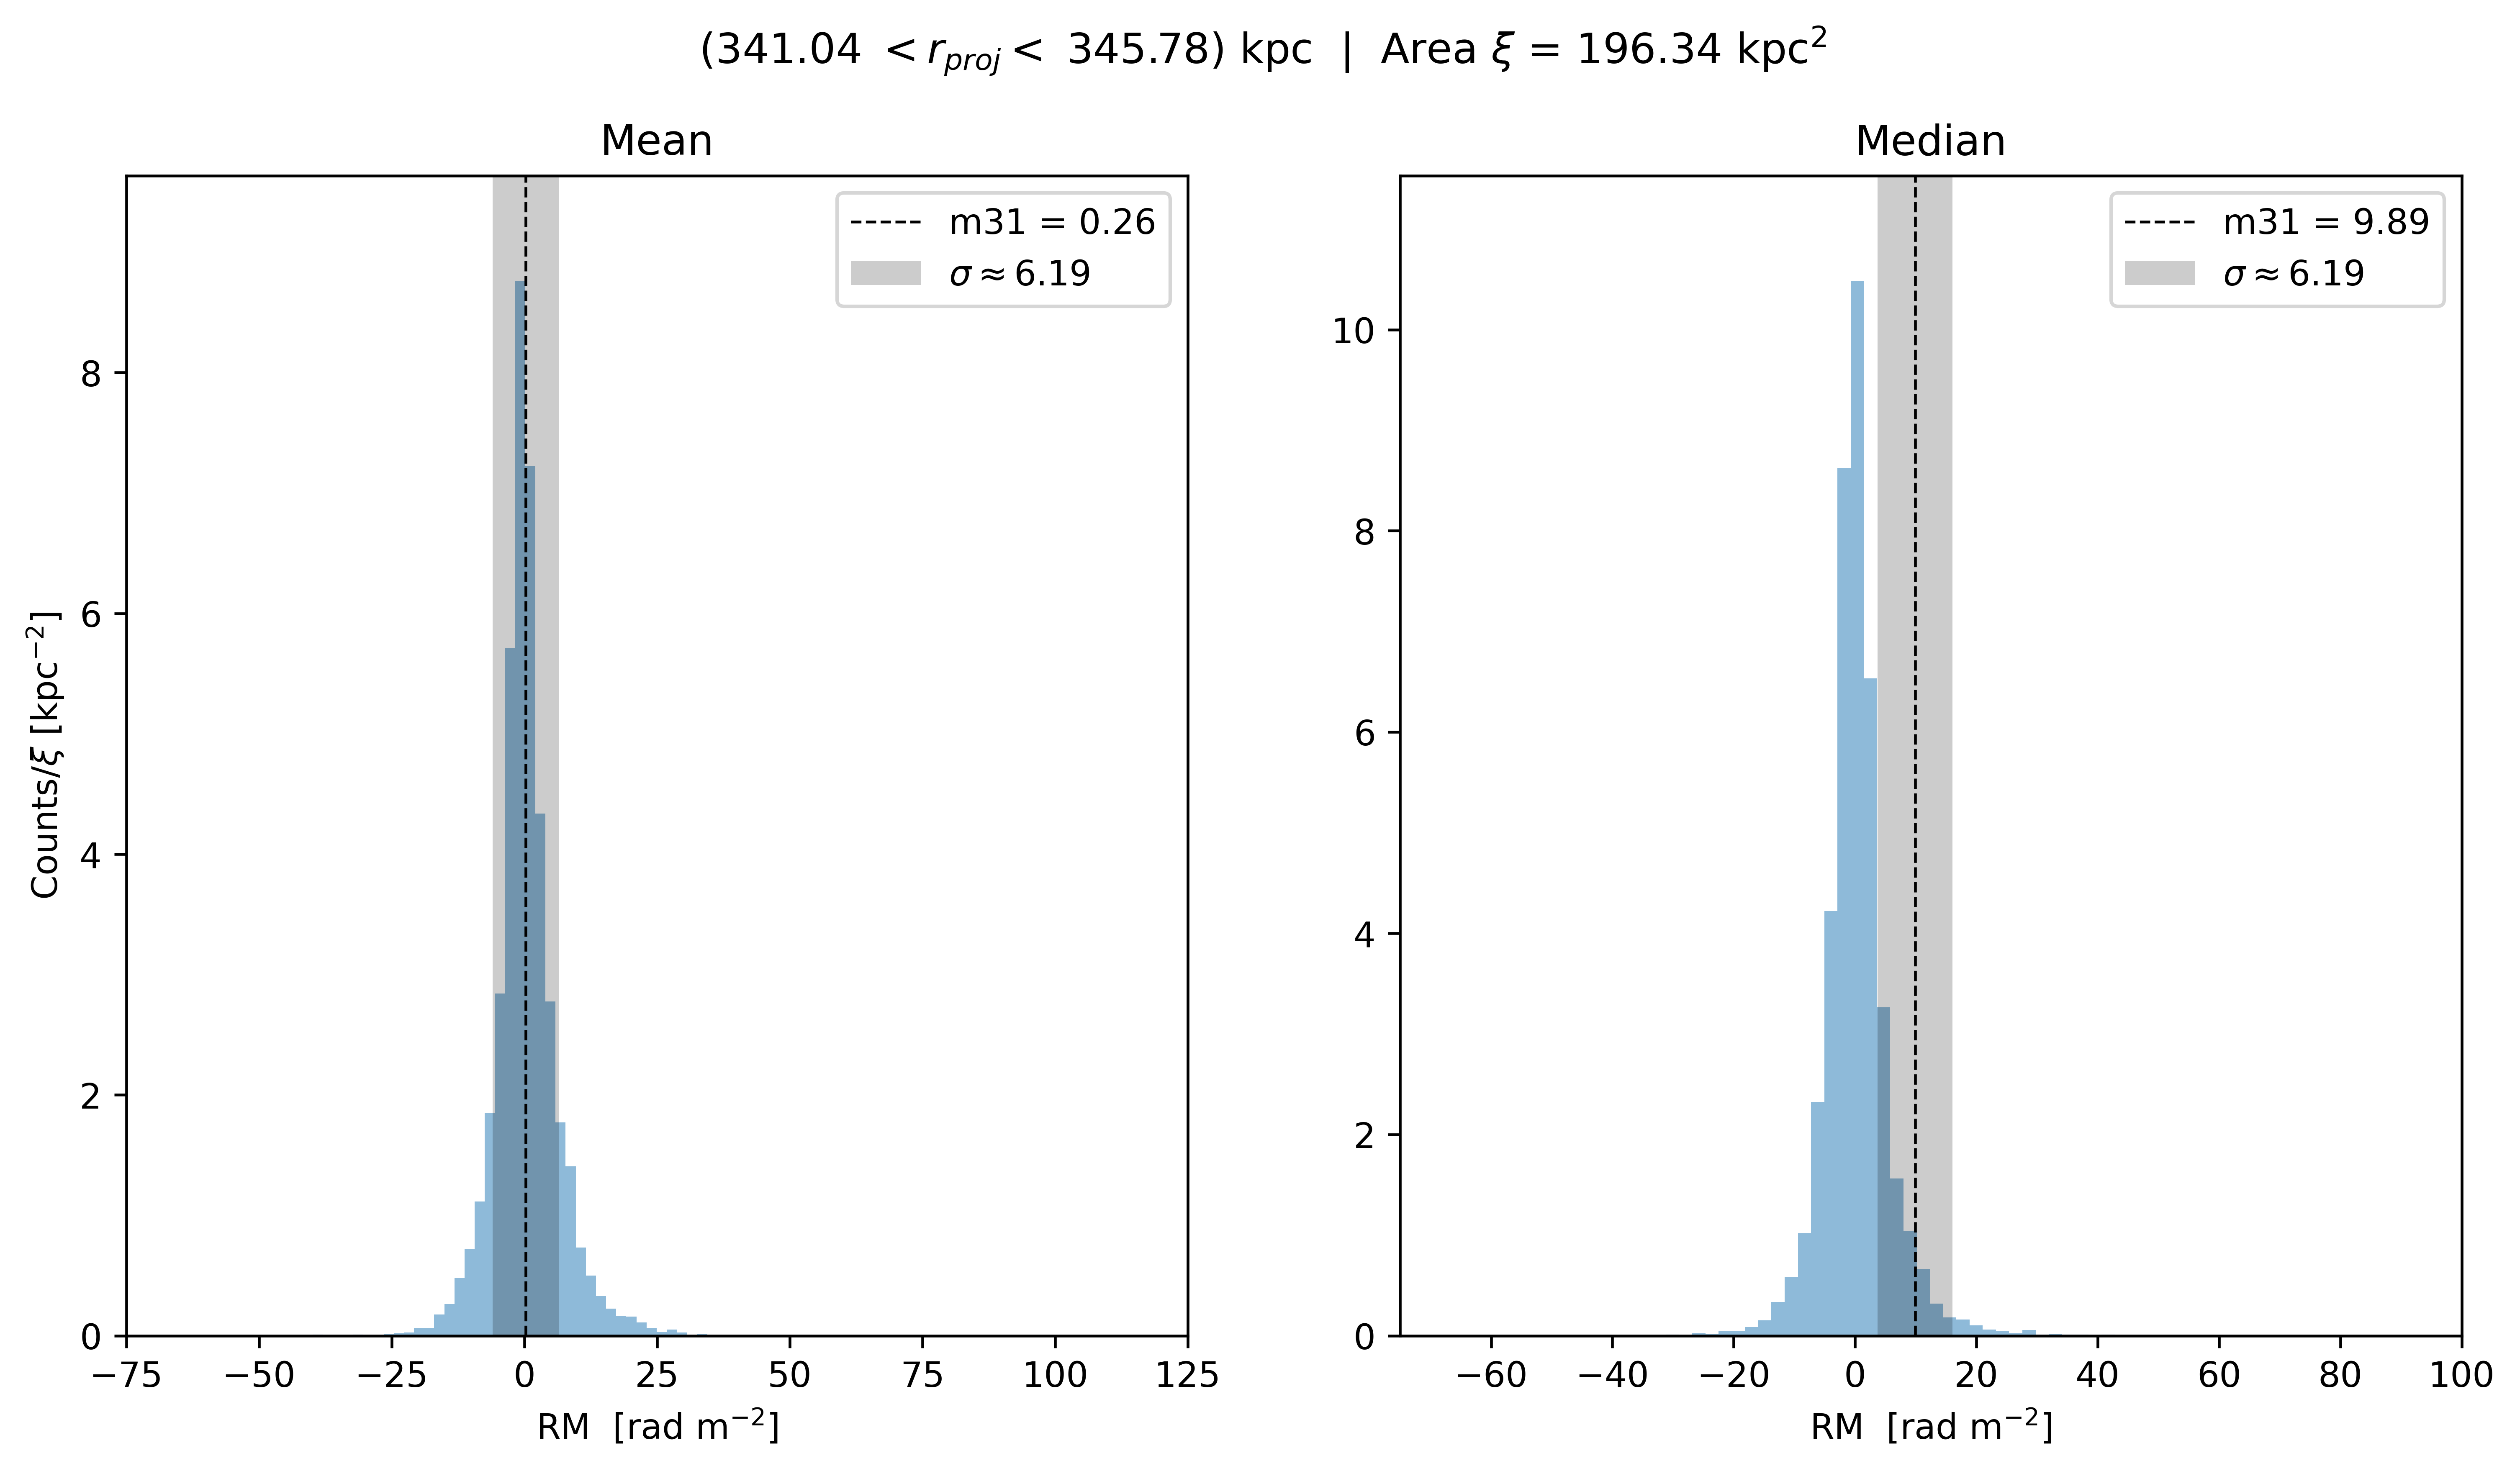 (341.04 < r_proj < 345.78) kpc | Area ξ = 196.34 kpc²
Mean
m31 = 0.26
σ ≈ 6.19
Counts/ξ [kpc⁻²]
8
6
4
2
0
−75 −50 −25 0 25 50 75 100 125
RM [rad m⁻²]
Median
m31 = 9.89
σ ≈ 6.19
10
8
6
4
2
0
−60 −40 −20 0 20 40 60 80 100
RM [rad m⁻²]